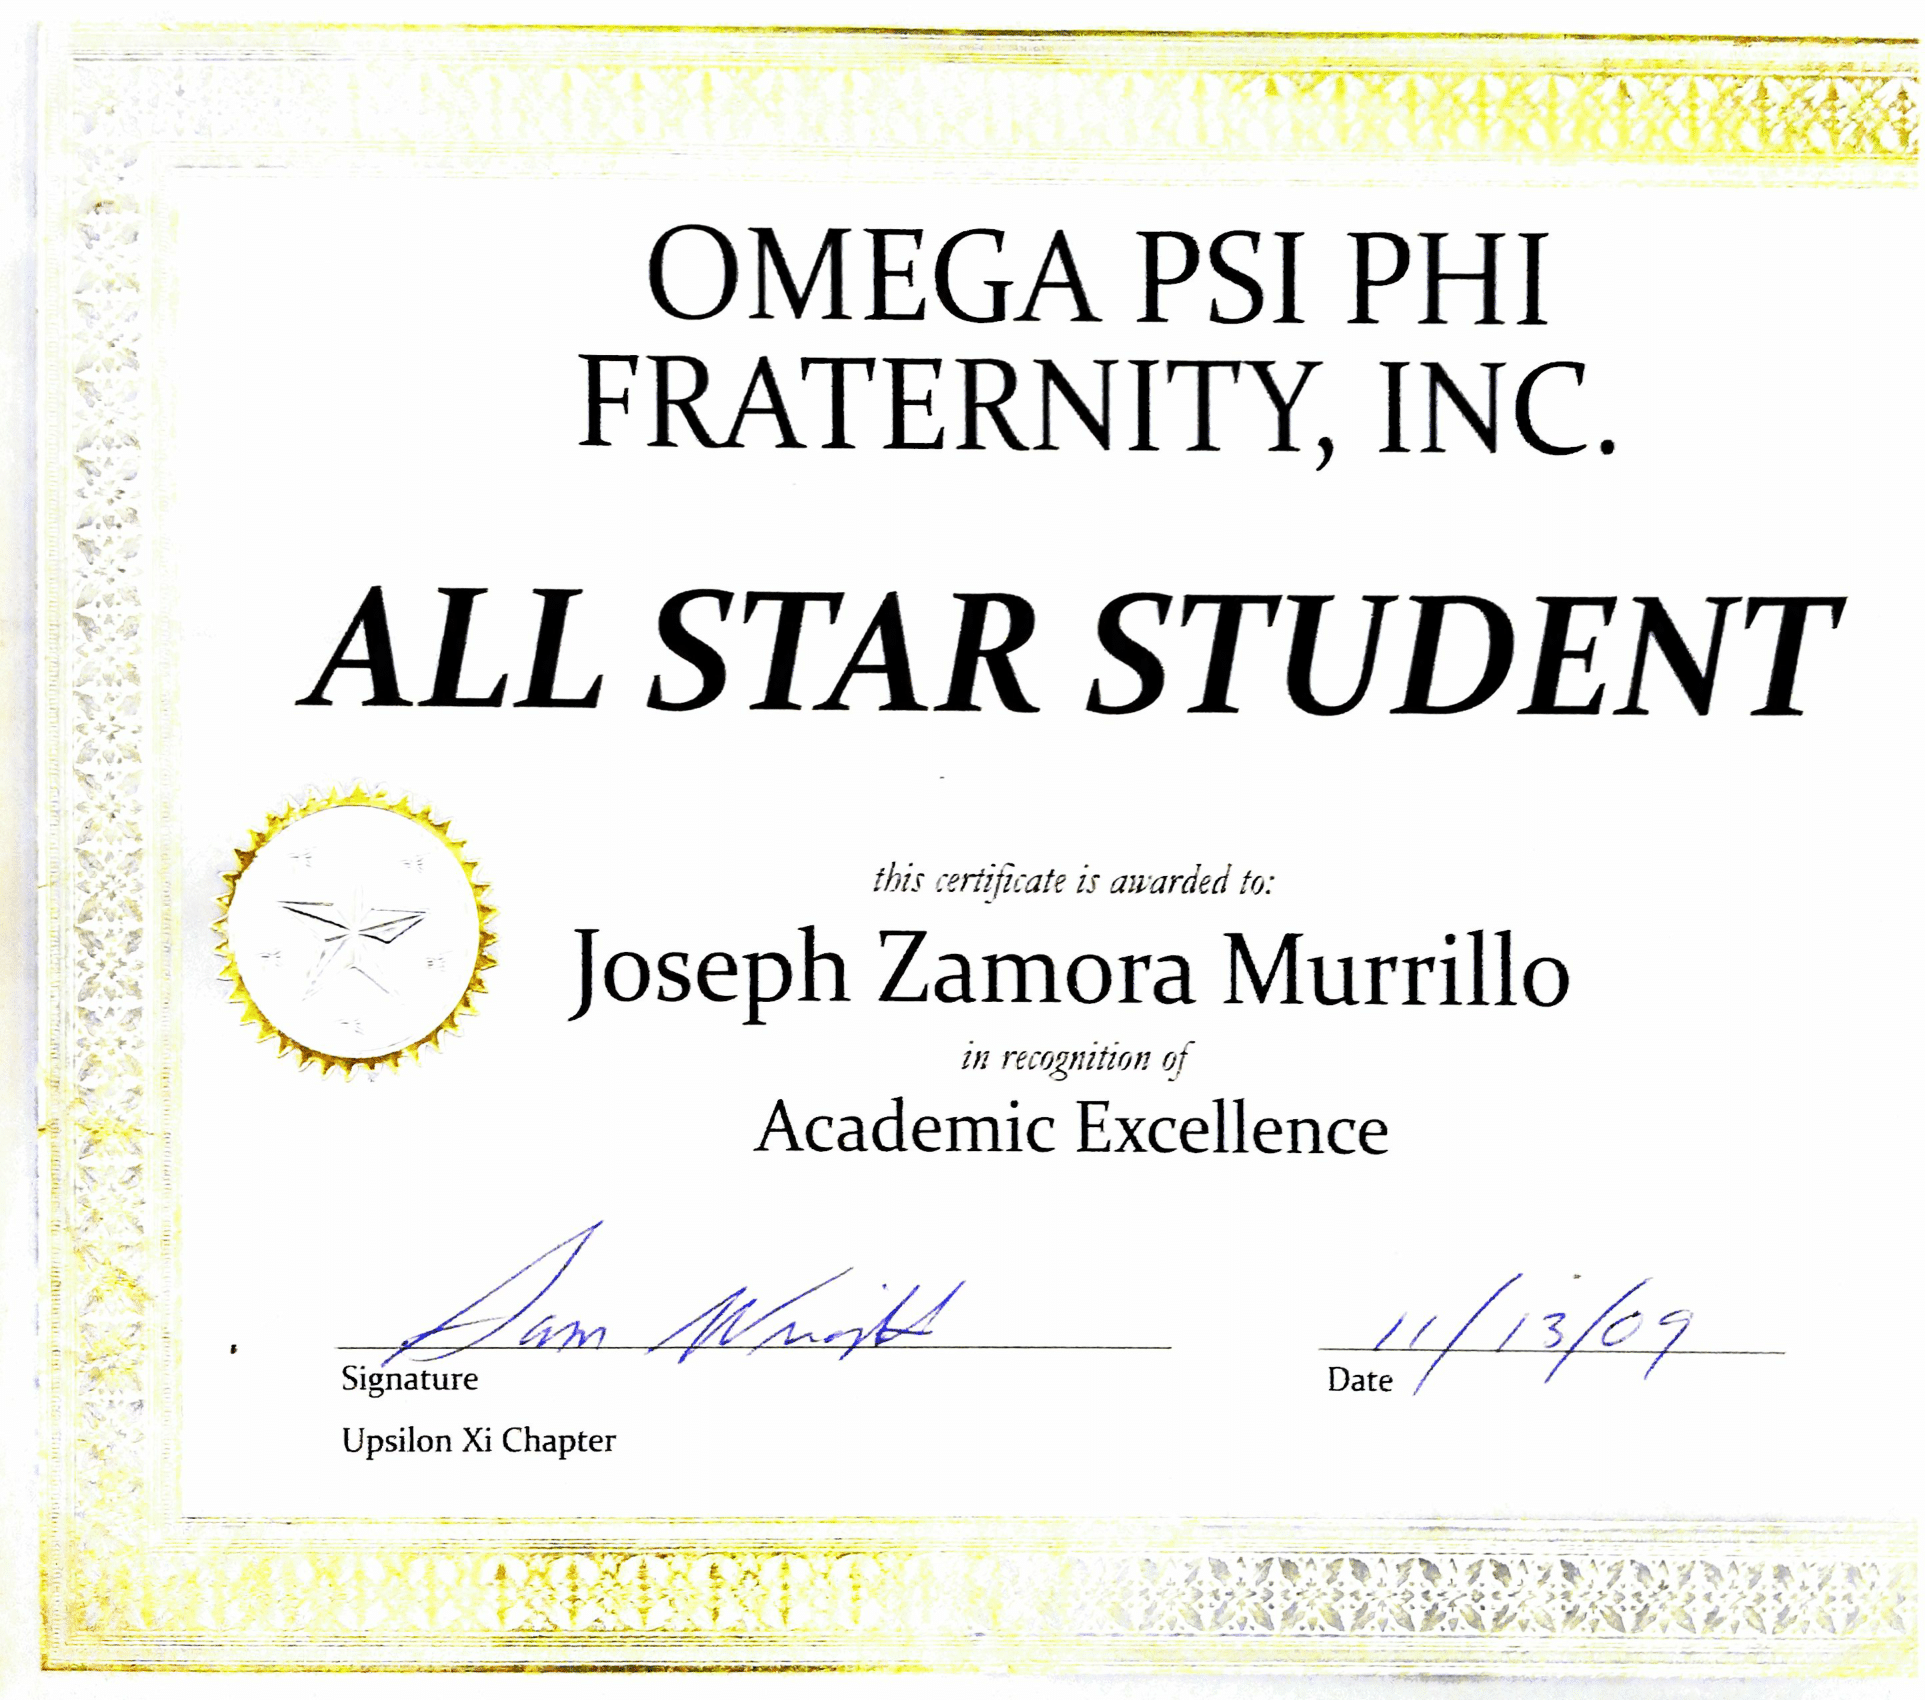 OMEGA PSI PHI
FRATERNITY, INC.
ALL STAR STUDENT
this certificate is awarded to:
Joseph Zamora Murrillo
in recognition of
Academic Excellence
Sam Wright 11/13/09
Signature Date
Upsilon Xi Chapter